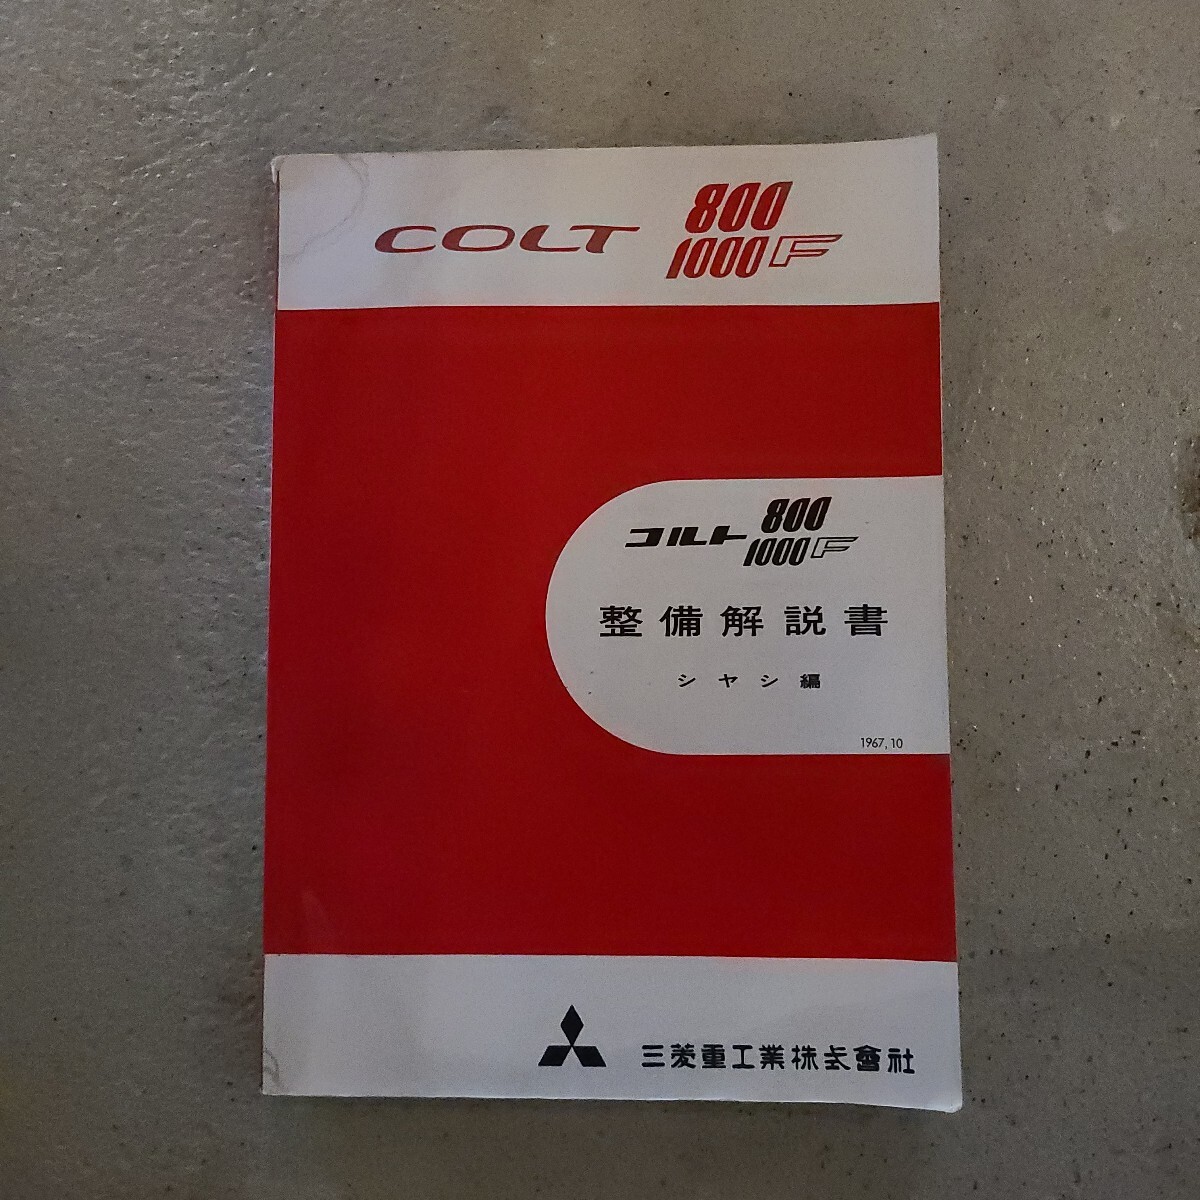 COLT 800
1000F
コルト 800
1000F
整備解説書
シヤシ編
1967,10
三菱重工業株式會社